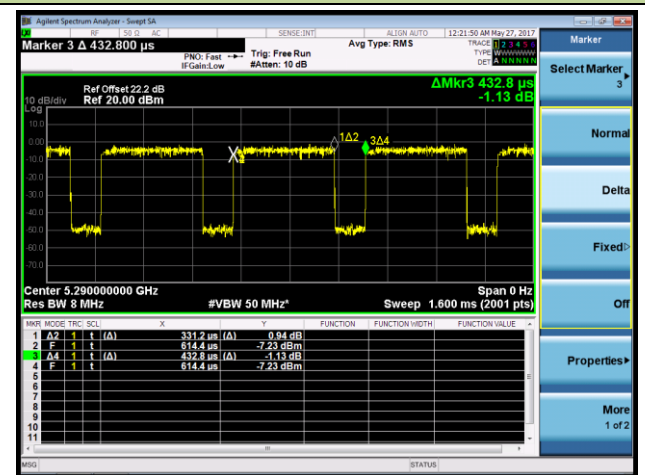 Agilent Spectrum Analyzer - Swept SA
RF 50 Ω AC SENSE:INT ALIGN AUTO 12:21:50 AM May 27, 2017
Marker 3 Δ 432.800 µs
PNO: Fast
IFGain:Low
Trig: Free Run
#Atten: 10 dB
Avg Type: RMS
TRACE 1 2 3 4 5 6
TYPE WWWWWW
DET A N N N N N
ΔMkr3 432.8 µs
-1.13 dB
Ref Offset 22.2 dB
10 dB/div Ref 20.00 dBm
Log
10.0
0.00
-10.0
-20.0
-30.0
-40.0
-50.0
-60.0
-70.0
1Δ2
3Δ4
Center 5.290000000 GHz Span 0 Hz
Res BW 8 MHz #VBW 50 MHz* Sweep 1.600 ms (2001 pts)
MKR MODE TRC SCL X Y FUNCTION FUNCTION WIDTH FUNCTION VALUE
1 Δ2 1 t (Δ) 331.2 µs (Δ) 0.94 dB
2 F 1 t 614.4 µs -7.23 dBm
3 Δ4 1 t (Δ) 432.8 µs (Δ) -1.13 dB
4 F 1 t 614.4 µs -7.23 dBm
5
6
7
8
9
10
11
MSG STATUS
Marker
Select Marker
3
Normal
Delta
Fixed
Off
Properties
More
1 of 2